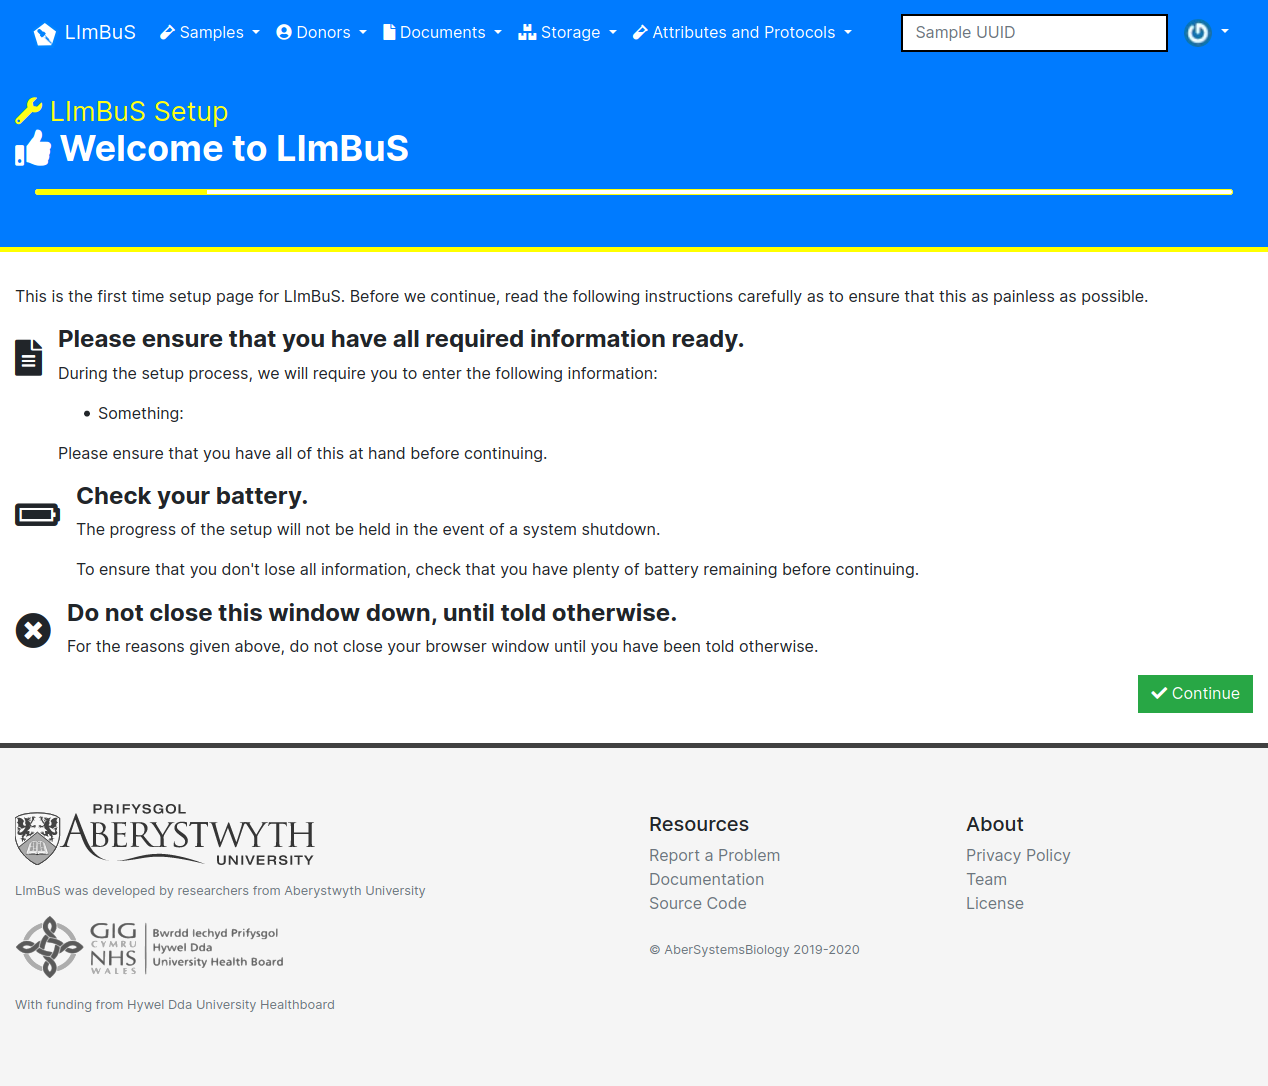 LImBuS Samples Donors Documents Storage Attributes and Protocols Sample UUID
LImBuS Setup
Welcome to LImBuS
This is the first time setup page for LImBuS. Before we continue, read the following instructions carefully as to ensure that this as painless as possible.
Please ensure that you have all required information ready.
During the setup process, we will require you to enter the following information:
• Something:
Please ensure that you have all of this at hand before continuing.
Check your battery.
The progress of the setup will not be held in the event of a system shutdown.
To ensure that you don't lose all information, check that you have plenty of battery remaining before continuing.
Do not close this window down, until told otherwise.
For the reasons given above, do not close your browser window until you have been told otherwise.
Continue
PRIFYSGOL
ABERYSTWYTH
UNIVERSITY
LImBuS was developed by researchers from Aberystwyth University
GIG
CYMRU
NHS
WALES
Bwrdd Iechyd Prifysgol
Hywel Dda
University Health Board
With funding from Hywel Dda University Healthboard
Resources
Report a Problem
Documentation
Source Code
© AberSystemsBiology 2019-2020
About
Privacy Policy
Team
License